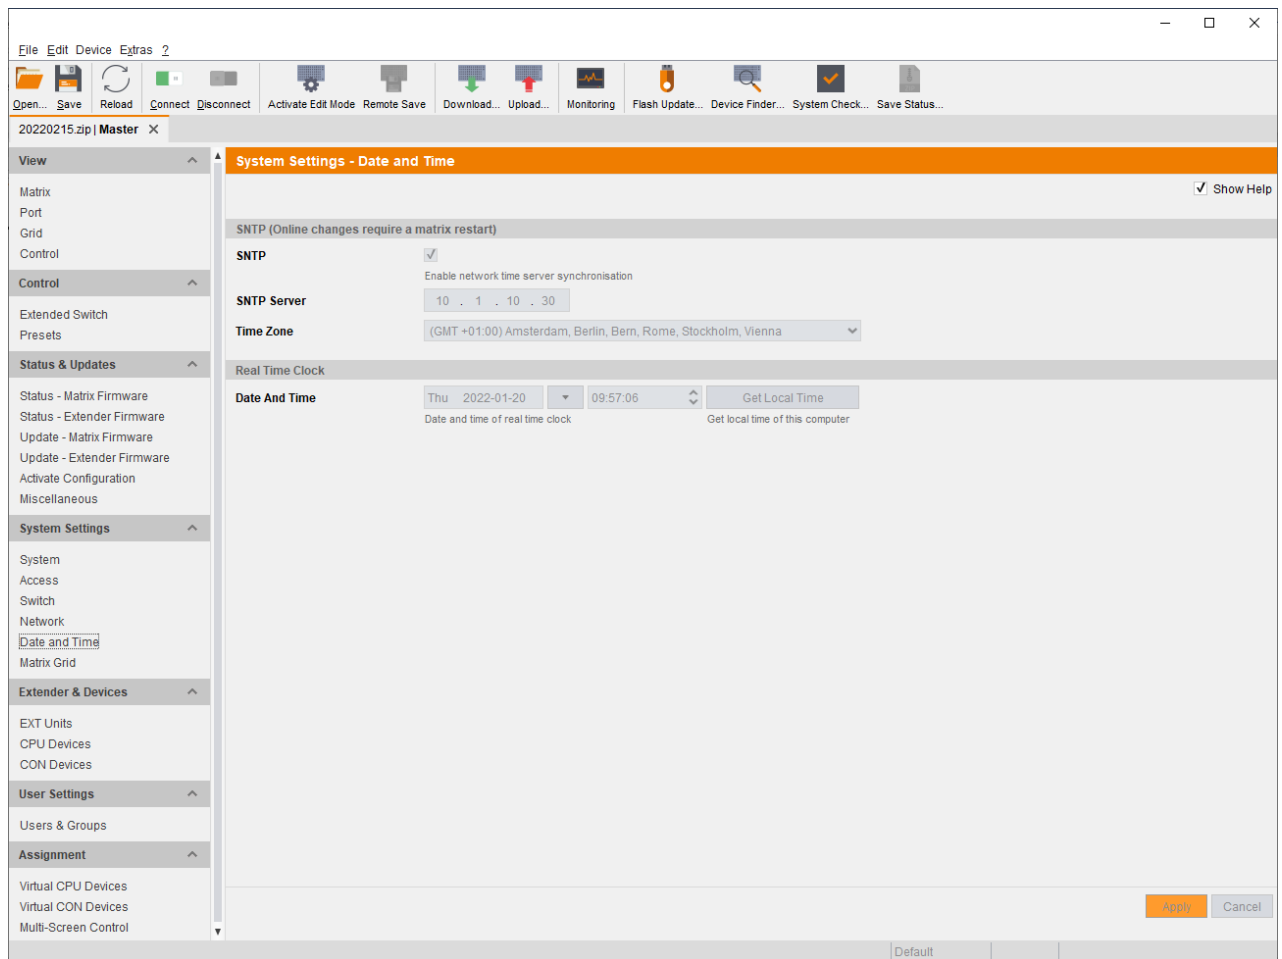 File Edit Device Extras ?
Open... Save Reload Connect Disconnect Activate Edit Mode Remote Save Download... Upload... Monitoring Flash Update... Device Finder... System Check... Save Status...
20220215.zip | Master
View
Matrix
Port
Grid
Control
Control
Extended Switch
Presets
Status & Updates
Status - Matrix Firmware
Status - Extender Firmware
Update - Matrix Firmware
Update - Extender Firmware
Activate Configuration
Miscellaneous
System Settings
System
Access
Switch
Network
Date and Time
Matrix Grid
Extender & Devices
EXT Units
CPU Devices
CON Devices
User Settings
Users & Groups
Assignment
Virtual CPU Devices
Virtual CON Devices
Multi-Screen Control
System Settings - Date and Time
Show Help
SNTP (Online changes require a matrix restart)
SNTP
Enable network time server synchronisation
SNTP Server 10 . 1 . 10 . 30
Time Zone (GMT +01:00) Amsterdam, Berlin, Bern, Rome, Stockholm, Vienna
Real Time Clock
Date And Time Thu 2022-01-20 09:57:06 Get Local Time
Date and time of real time clock Get local time of this computer
Apply Cancel
Default